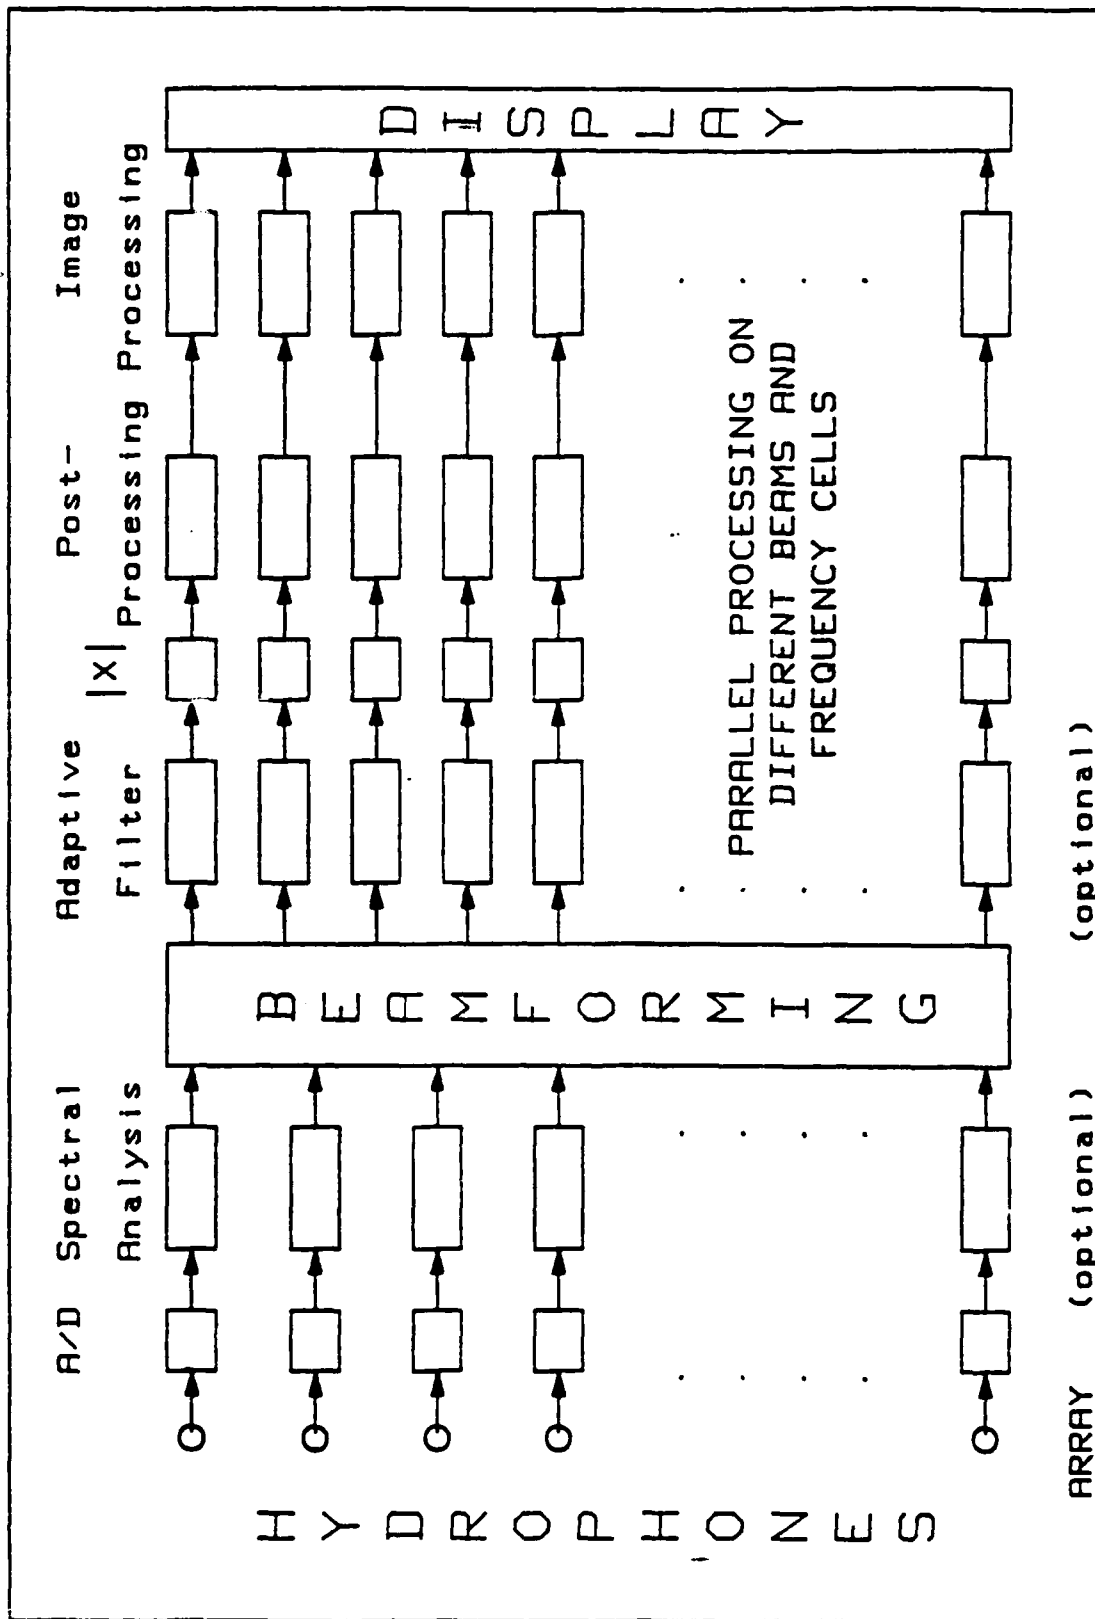 A/D Spectral Adaptive |X| Post- Image
Analysis Filter Processing Processing
HYDROPHONES
BEAMFORMING
DISPLAY
PARALLEL PROCESSING ON
DIFFERENT BEAMS AND
FREQUENCY CELLS
ARRAY (optional) (optional)